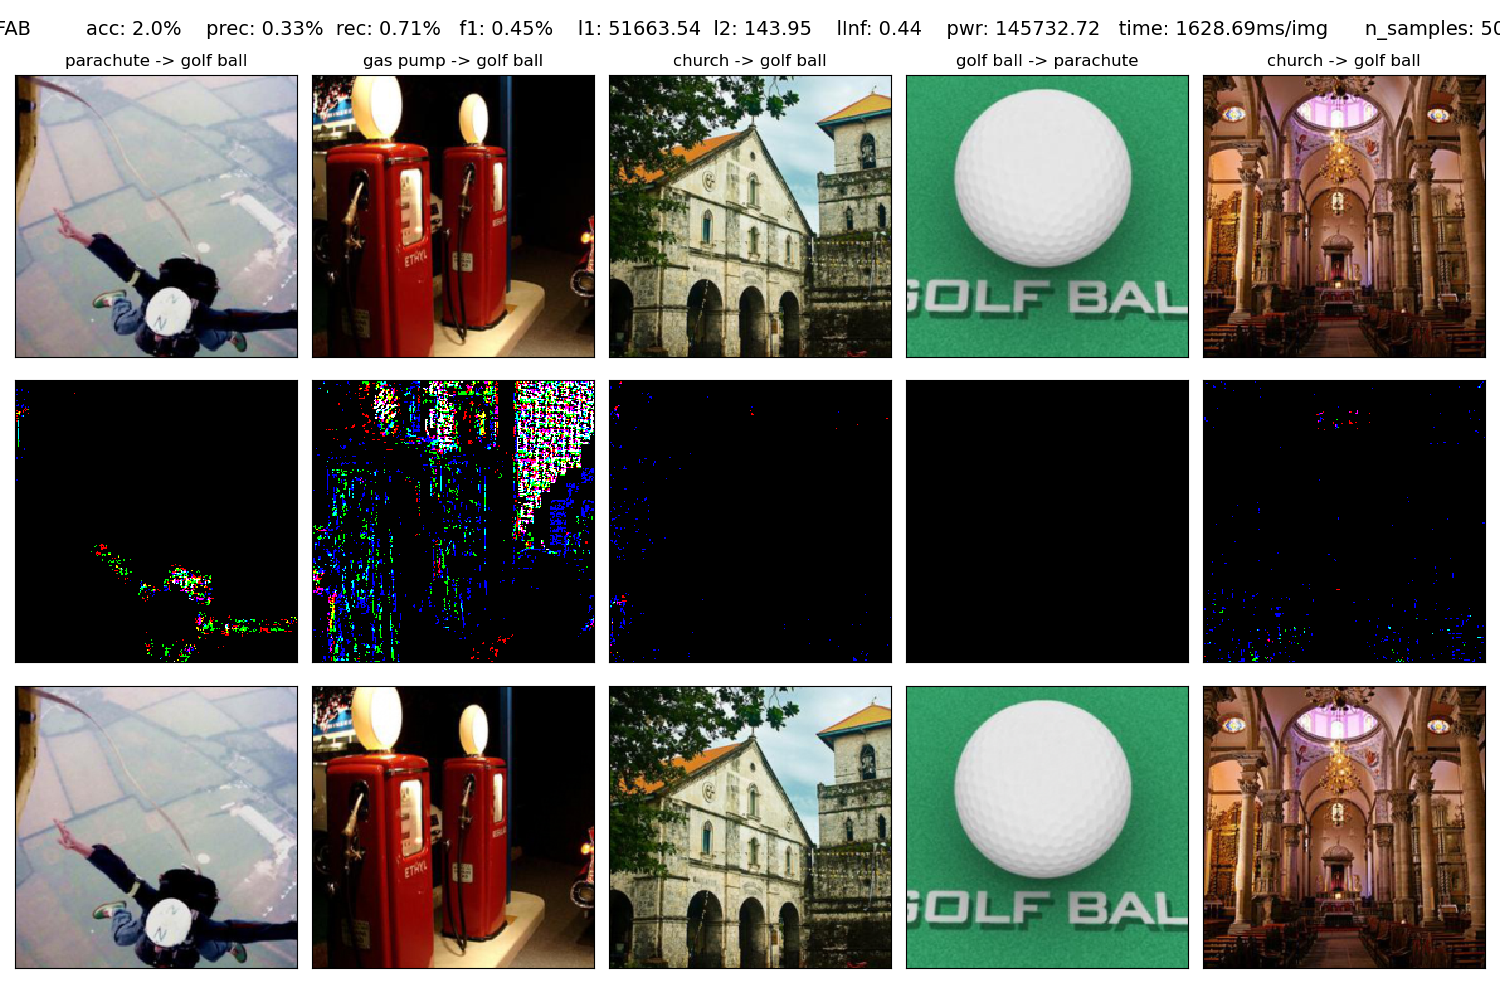 FAB acc: 2.0% prec: 0.33% rec: 0.71% f1: 0.45% l1: 51663.54 l2: 143.95 lInf: 0.44 pwr: 145732.72 time: 1628.69ms/img n_samples: 50
parachute -> golf ball
gas pump -> golf ball
church -> golf ball
golf ball -> parachute
church -> golf ball
N
ETHYL
GOLF BAL
N
ETHYL
GOLF BAL